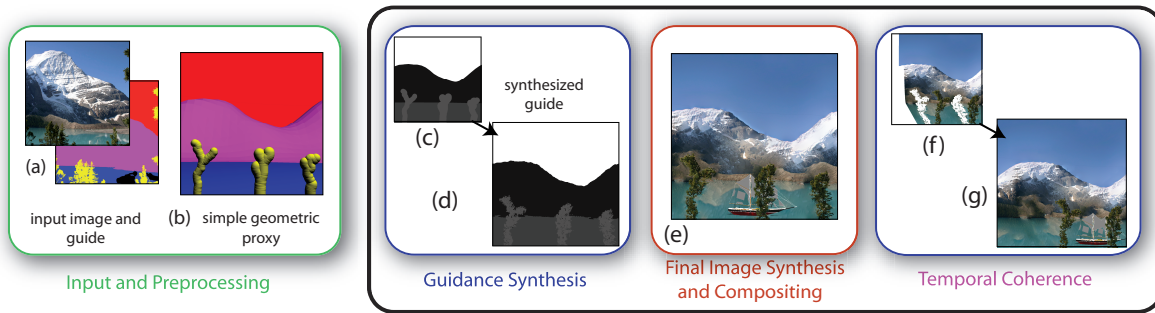 (a)
input image and
guide
(b)
simple geometric
proxy
Input and Preprocessing
(c)
synthesized
guide
(d)
Guidance Synthesis
(e)
Final Image Synthesis
and Compositing
(f)
(g)
Temporal Coherence